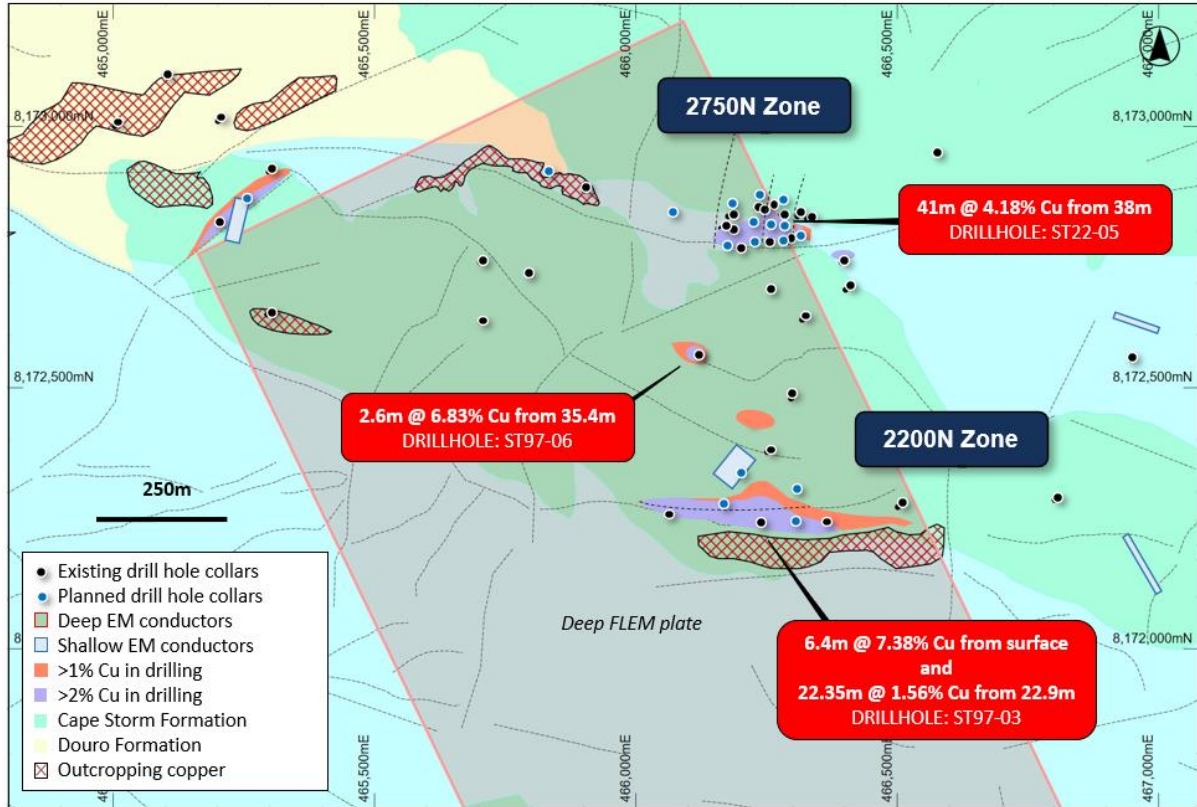 465,000mE
465,500mE
466,000mE
466,500mE
467,000mE
8,173,000mN
8,173,000mN
2750N Zone
41m @ 4.18% Cu from 38m
DRILLHOLE: ST22-05
8,172,500mN
8,172,500mN
2.6m @ 6.83% Cu from 35.4m
DRILLHOLE: ST97-06
2200N Zone
250m
Existing drill hole collars
Planned drill hole collars
Deep EM conductors
Shallow EM conductors
>1% Cu in drilling
>2% Cu in drilling
Cape Storm Formation
Douro Formation
Outcropping copper
Deep FLEM plate
6.4m @ 7.38% Cu from surface
and
22.35m @ 1.56% Cu from 22.9m
DRILLHOLE: ST97-03
8,172,000mN
465,500mE
466,000mE
466,500mE
467,000mE